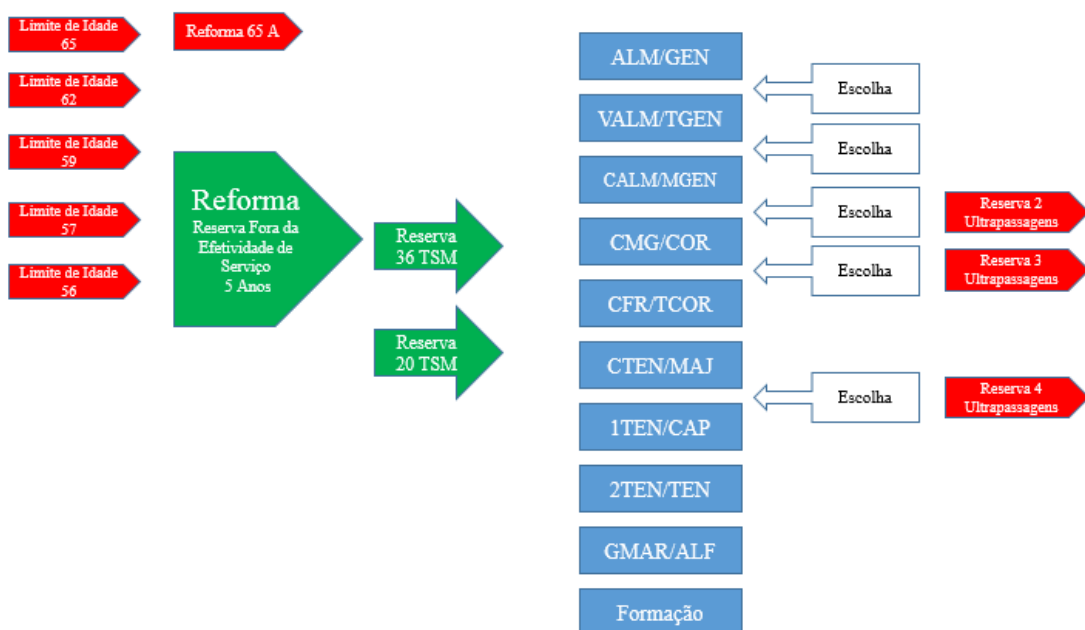 Limite de Idade
65
Reforma 65 A
Limite de Idade
62
Limite de Idade
59
Limite de Idade
57
Limite de Idade
56
Reforma
Reserva Fora da
Efetividade de
Serviço
5 Anos
Reserva
36 TSM
Reserva
20 TSM
ALM/GEN
VALM/TGEN
CALM/MGEN
CMG/COR
CFR/TCOR
CTEN/MAJ
1TEN/CAP
2TEN/TEN
GMAR/ALF
Formação
Escolha
Escolha
Escolha
Escolha
Escolha
Reserva 2
Ultrapassagens
Reserva 3
Ultrapassagens
Reserva 4
Ultrapassagens